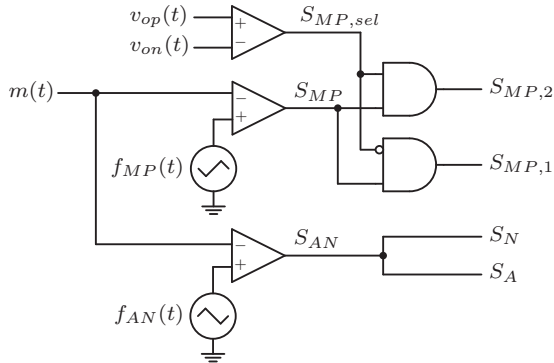 v_{op}(t)
v_{on}(t)
+
−
S_{MP,sel}
m(t)
−
+
S_{MP}
S_{MP,2}
f_{MP}(t)
S_{MP,1}
−
+
S_{AN}
S_N
S_A
f_{AN}(t)